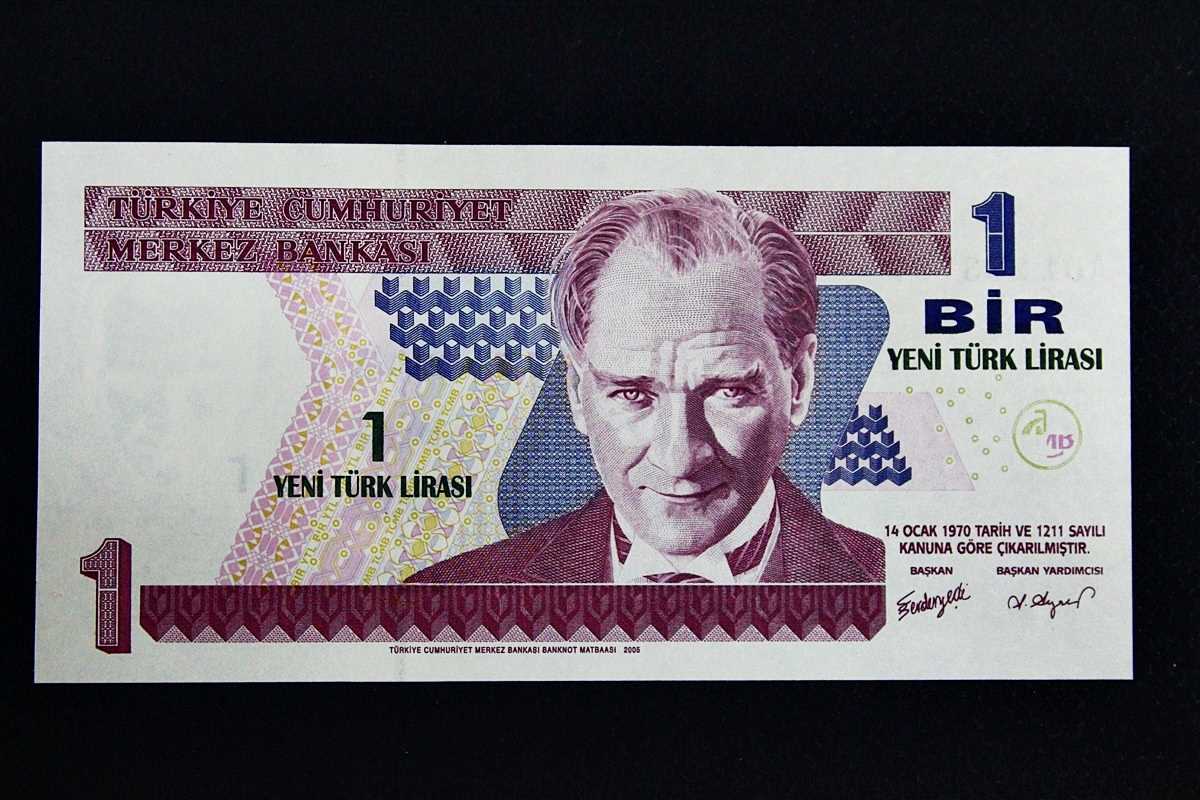 TÜRKİYE CUMHURİYET
MERKEZ BANKASI
1
BİR
YENİ TÜRK LİRASI
1
YENİ TÜRK LİRASI
14 OCAK 1970 TARİH VE 1211 SAYILI
KANUNA GÖRE ÇIKARILMIŞTIR.
BAŞKAN
BAŞKAN YARDIMCISI
1
TÜRKİYE CUMHURİYET MERKEZ BANKASI BANKNOT MATBAASI 2005